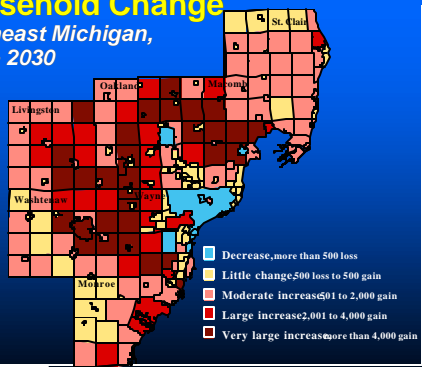 sehold Change
east Michigan,
2030
St. Clair
Oakland
Macomb
Livingston
Washtenaw
Wayne
Monroe
Decrease, more than 500 loss
Little change, 500 loss to 500 gain
Moderate increase, 501 to 2,000 gain
Large increase, 2,001 to 4,000 gain
Very large increase, more than 4,000 gain